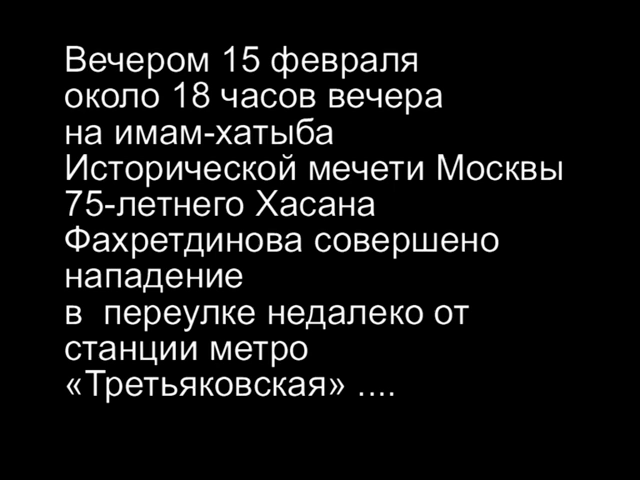 Вечером 15 февраля
около 18 часов вечера
на имам-хатыба
Исторической мечети Москвы
75-летнего Хасана
Фахретдинова совершено
нападение
в  переулке недалеко от
станции метро
«Третьяковская» ....